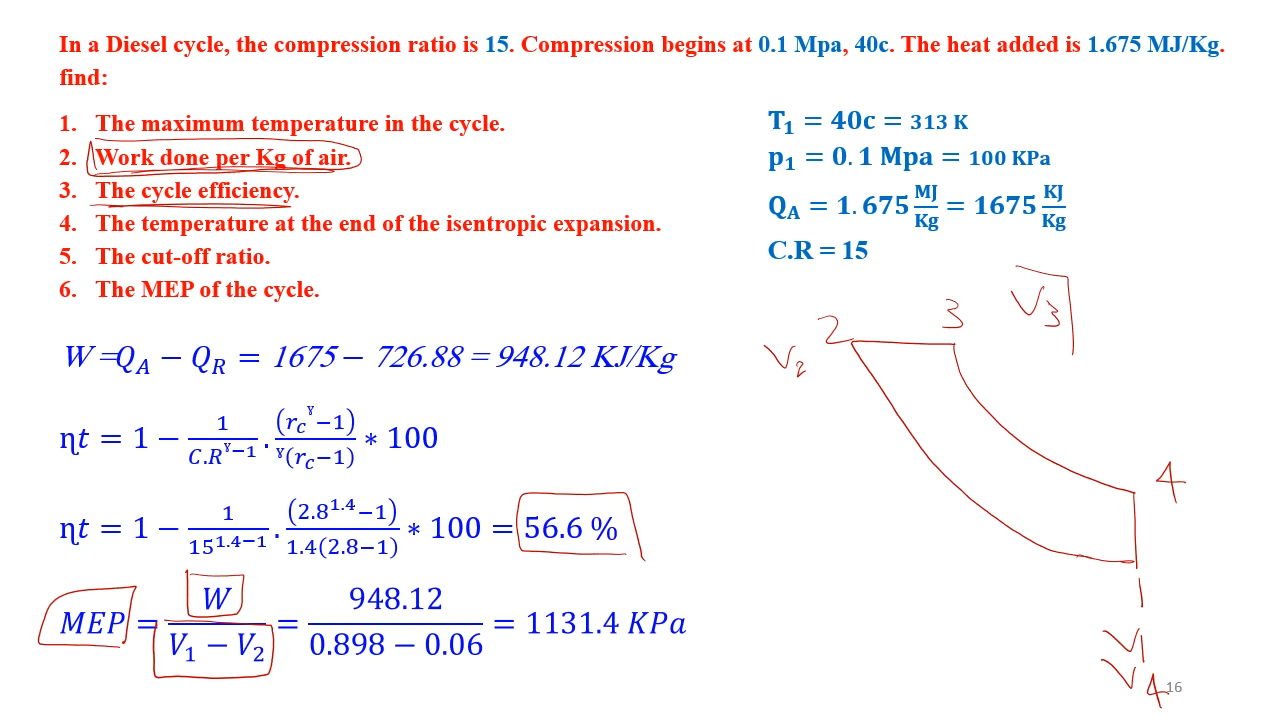 In a Diesel cycle, the compression ratio is 15. Compression begins at 0.1 Mpa, 40c. The heat added is 1.675 MJ/Kg.
find:
1. The maximum temperature in the cycle.
2. Work done per Kg of air.
3. The cycle efficiency.
4. The temperature at the end of the isentropic expansion.
5. The cut-off ratio.
6. The MEP of the cycle.
T₁ = 40c = 313 K
p₁ = 0.1 Mpa = 100 KPa
Q_A = 1.675 MJ/Kg = 1675 KJ/Kg
C.R = 15
W = Q_A − Q_R = 1675 − 726.88 = 948.12 KJ/Kg
ηt = 1 − 1/C.R^(ɤ−1) . (r_c^ɤ −1)/ɤ(r_c−1) * 100
ηt = 1 − 1/15^(1.4−1) . (2.8^1.4 −1)/1.4(2.8−1) * 100 = 56.6 %
MEP = W/(V₁ − V₂) = 948.12/(0.898 − 0.06) = 1131.4 KPa
V₃
2
3
V₂
4
1
V₁
V₄
16